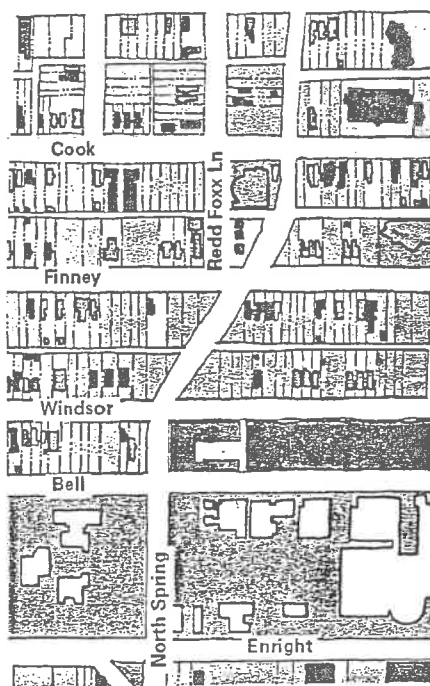 Cook
Redd Foxx Ln
Finney
Windsor
Bell
North Spring
Enright